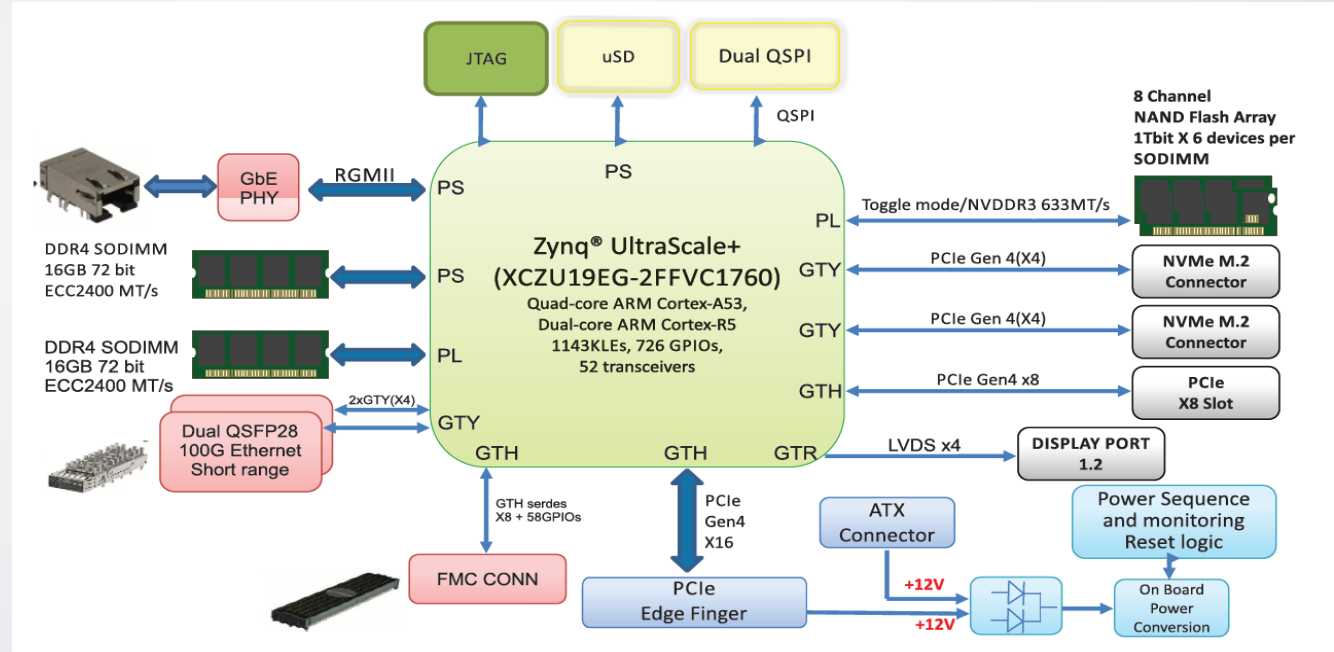 JTAG
uSD
Dual QSPI
QSPI
8 Channel
NAND Flash Array
1Tbit X 6 devices per
SODIMM
GbE
PHY
RGMII
PS
PS
Toggle mode/NVDDR3 633MT/s
PL
DDR4 SODIMM
16GB 72 bit
ECC2400 MT/s
PS
Zynq® UltraScale+
(XCZU19EG-2FFVC1760)
Quad-core ARM Cortex-A53,
Dual-core ARM Cortex-R5
1143KLEs, 726 GPIOs,
52 transceivers
GTY
PCIe Gen 4(X4)
NVMe M.2
Connector
GTY
PCIe Gen 4(X4)
NVMe M.2
Connector
DDR4 SODIMM
16GB 72 bit
ECC2400 MT/s
PL
GTH
PCIe Gen4 x8
PCIe
X8 Slot
2xGTY(X4)
GTY
Dual QSFP28
100G Ethernet
Short range
GTH
GTH
GTR
LVDS x4
DISPLAY PORT
1.2
GTH serdes
X8 + 58GPIOs
PCIe
Gen4
X16
ATX
Connector
Power Sequence
and monitoring
Reset logic
FMC CONN
PCIe
Edge Finger
+12V
+12V
On Board
Power
Conversion